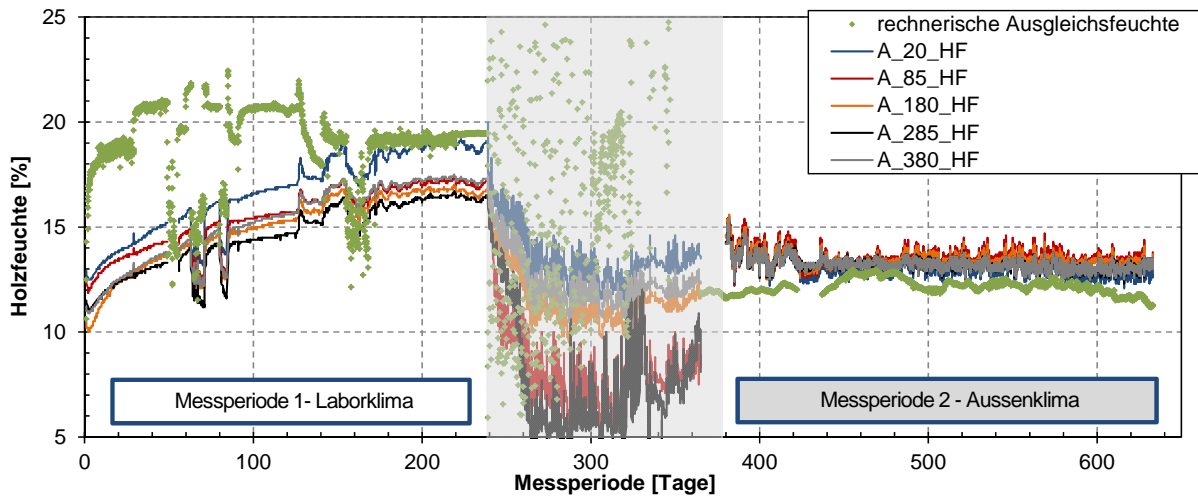 25
20
15
10
5
Holzfeuchte [%]
rechnerische Ausgleichsfeuchte
A_20_HF
A_85_HF
A_180_HF
A_285_HF
A_380_HF
Messperiode 1- Laborklima
Messperiode 2 - Aussenklima
0
100
200
300
400
500
600
Messperiode [Tage]